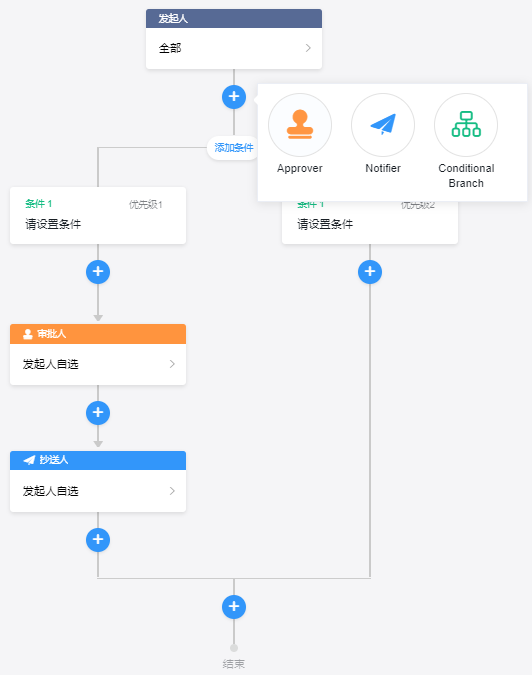 发起人
全部
添加条件
Approver
Notifier
Conditional
Branch
条件 1
优先级1
请设置条件
条件 1
优先级2
请设置条件
审批人
发起人自选
抄送人
发起人自选
结束